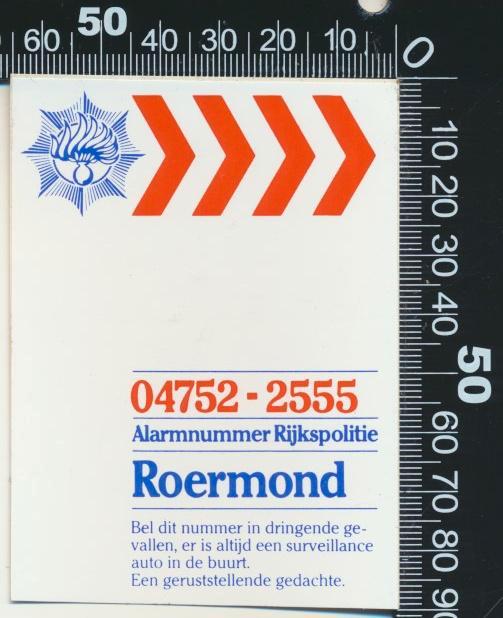 60 50 40 30 20 10 0
10 20 30 40 50 60 70 80 90
04752 - 2555
Alarmnummer Rijkspolitie
Roermond
Bel dit nummer in dringende ge-
vallen, er is altijd een surveillance
auto in de buurt.
Een geruststellende gedachte.